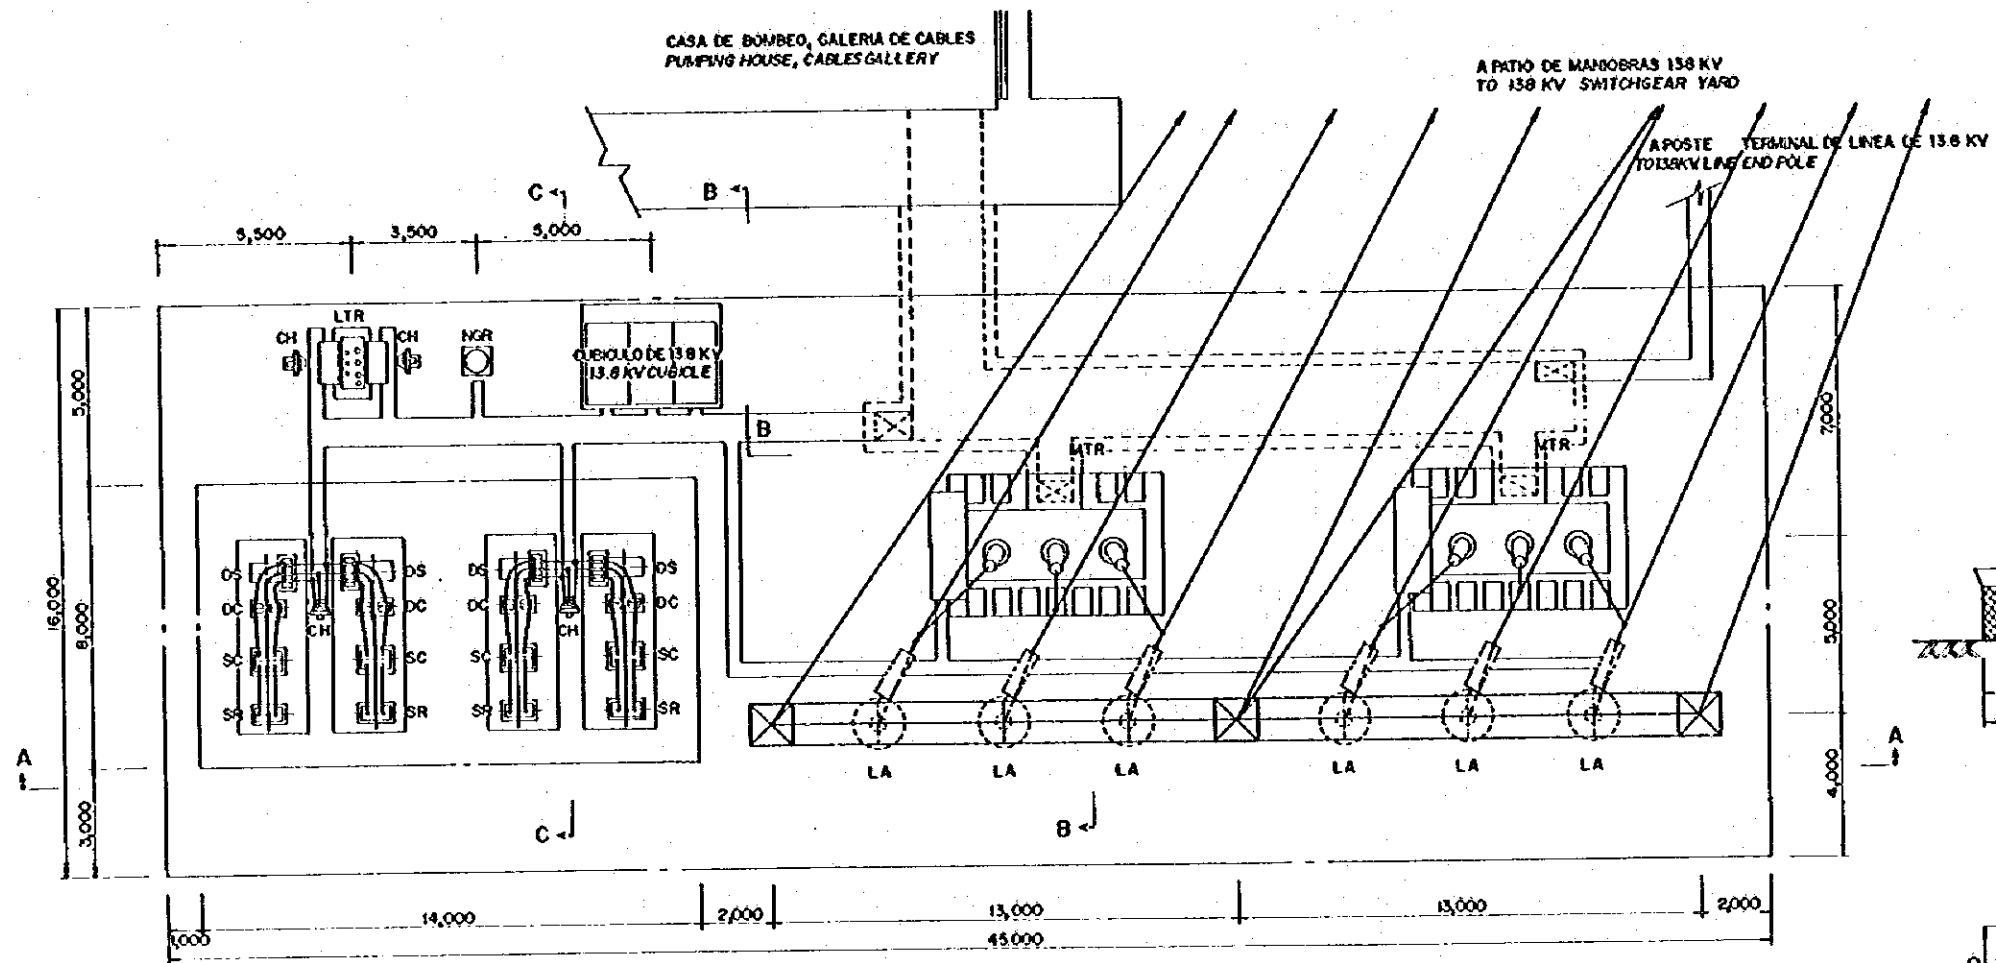 CASA DE BOMBEO, GALERIA DE CABLES
PUMPING HOUSE, CABLES GALLERY
A PATIO DE MANIOBRAS 138 KV
TO 138 KV SWITCHGEAR YARD
A POSTE TERMINAL DE LINEA DE 13.8 KV
TO 13.8KV LINE END POLE
C
B
5,500
3,500
5,000
LTR
CH
CH
NGR
CUBICULO DE 13.8 KV
13.8 KV CUBICLE
5,000
7,000
B
MTR
MTR
16,000
8,000
5,000
DS
DS
DS
DS
DC
DC
DC
DC
CH
CH
SC
SC
SC
SC
SR
SR
SR
SR
A
A
LA
LA
LA
LA
LA
LA
3,000
4,000
C
B
1,000
14,000
2,000
13,000
13,000
2,000
45,000